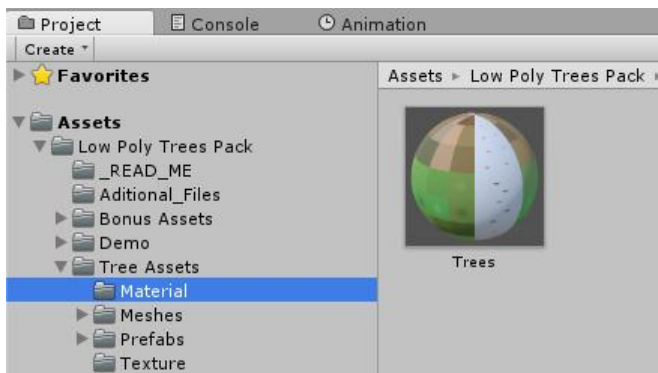 Project Console Animation
Create
Favorites
Assets
Low Poly Trees Pack
_READ_ME
Aditional_Files
Bonus Assets
Demo
Tree Assets
Material
Meshes
Prefabs
Texture
Assets Low Poly Trees Pack
Trees